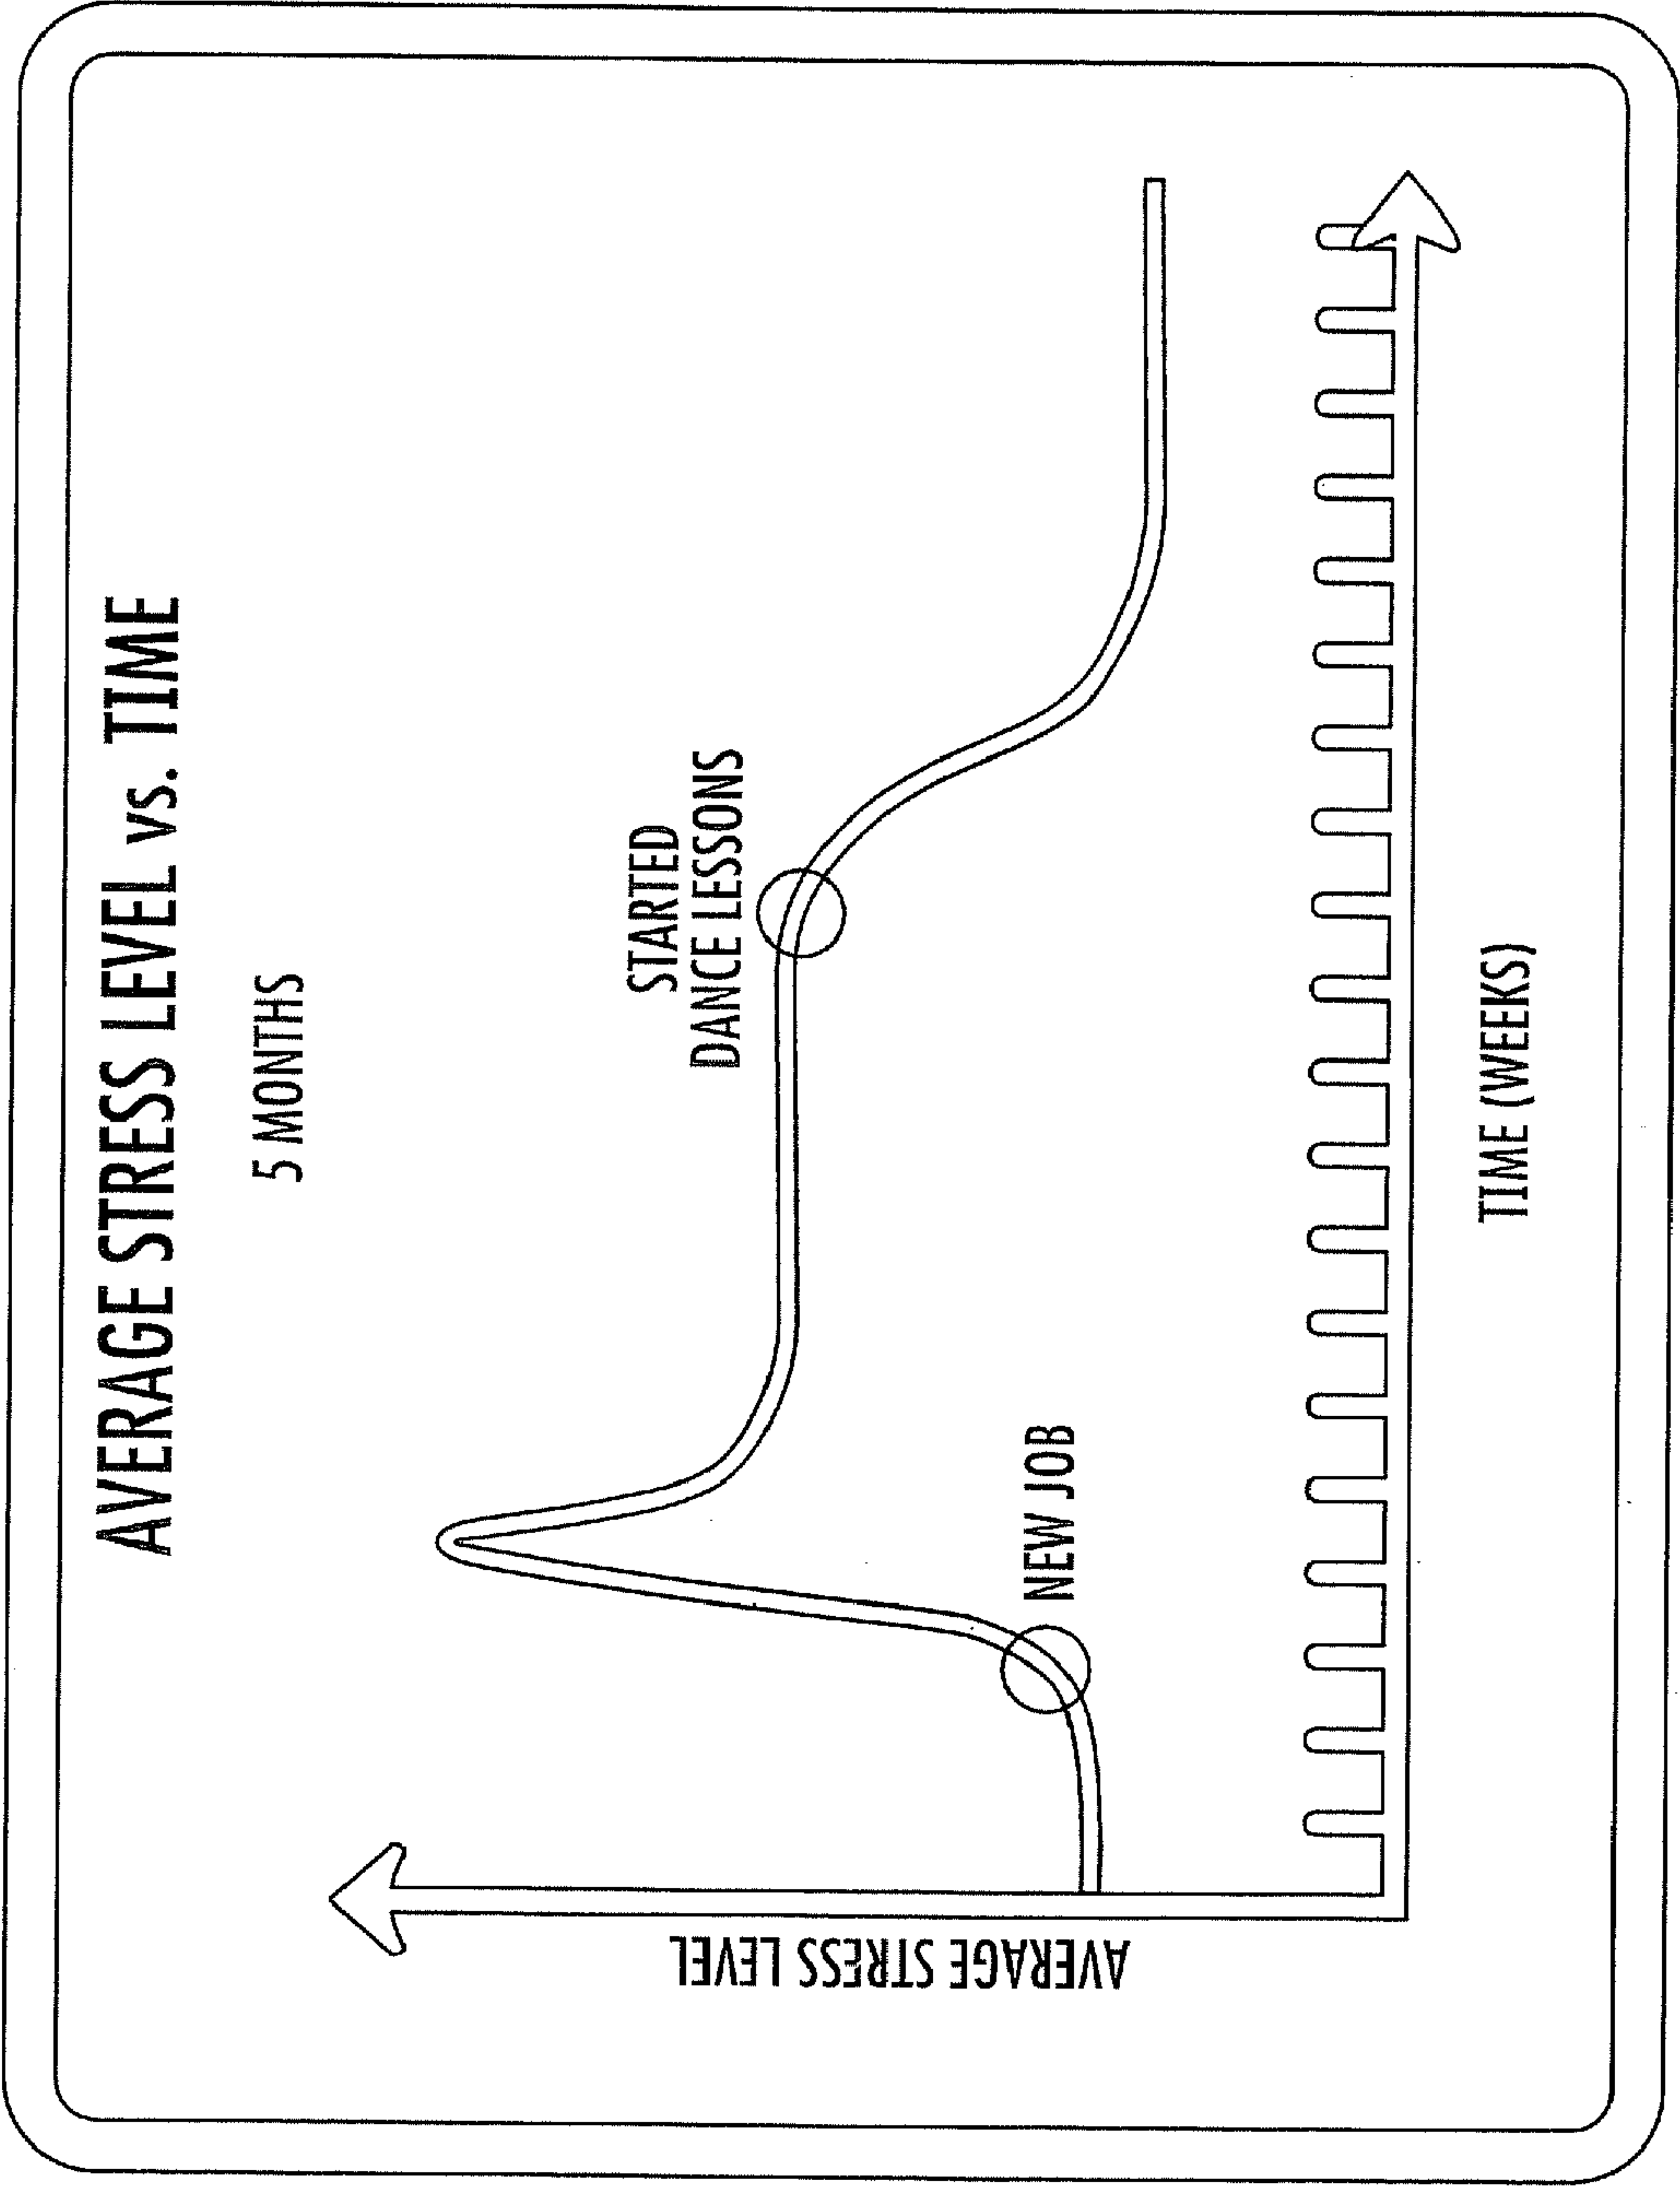 AVERAGE STRESS LEVEL vs. TIME
5 MONTHS
STARTED
DANCE LESSONS
NEW JOB
AVERAGE STRESS LEVEL
TIME (WEEKS)